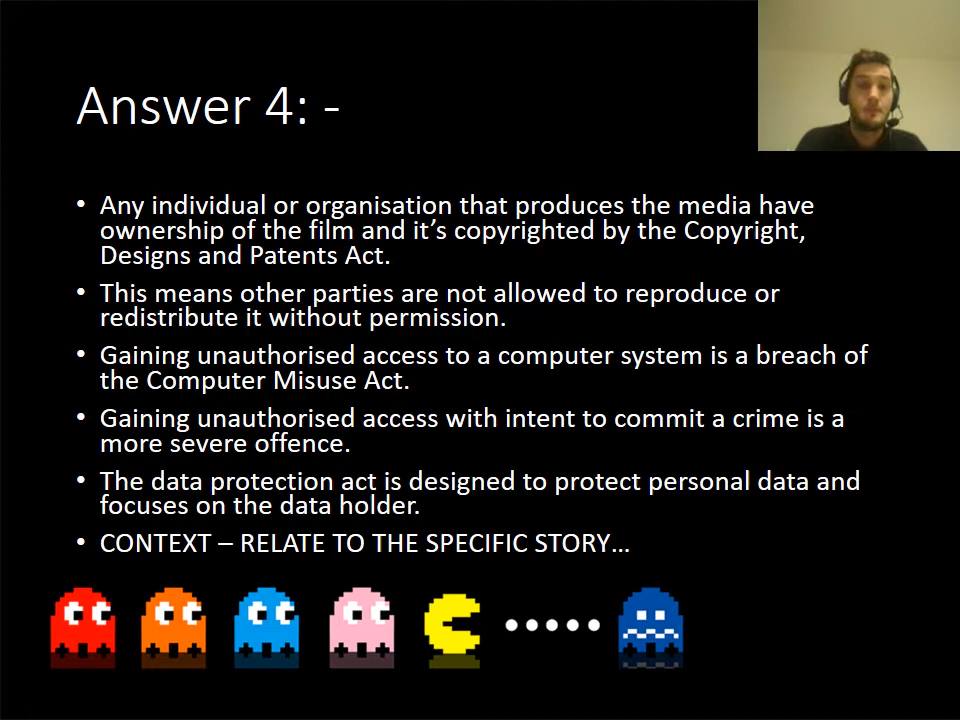 Answer 4: -
• Any individual or organisation that produces the media have
ownership of the film and it's copyrighted by the Copyright,
Designs and Patents Act.
• This means other parties are not allowed to reproduce or
redistribute it without permission.
• Gaining unauthorised access to a computer system is a breach of
the Computer Misuse Act.
• Gaining unauthorised access with intent to commit a crime is a
more severe offence.
• The data protection act is designed to protect personal data and
focuses on the data holder.
• CONTEXT – RELATE TO THE SPECIFIC STORY…